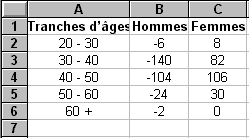 A B C
1 Tranches d'âges Hommes Femmes
2 20 - 30 -6 8
3 30 - 40 -140 82
4 40 - 50 -104 106
5 50 - 60 -24 30
6 60 + -2 0
7